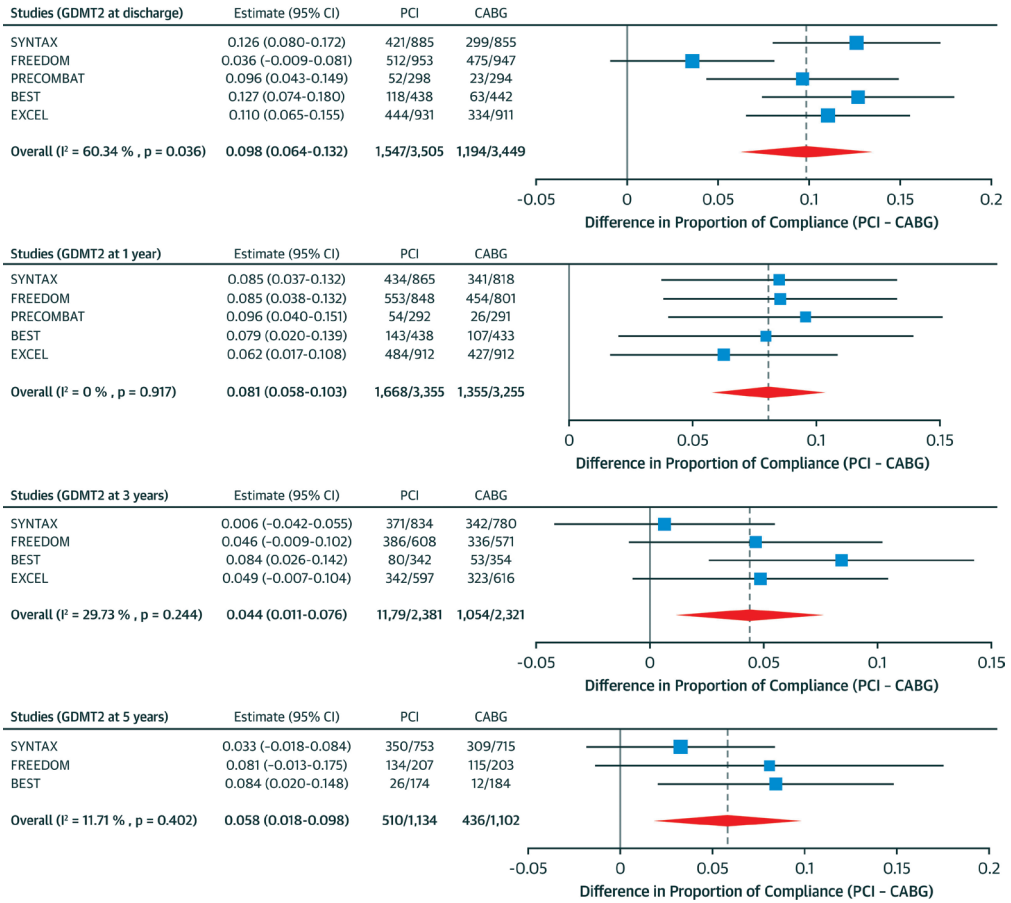 Studies (GDMT2 at discharge) Estimate (95% CI) PCI CABG
SYNTAX 0.126 (0.080-0.172) 421/885 299/855
FREEDOM 0.036 (-0.009-0.081) 512/953 475/947
PRECOMBAT 0.096 (0.043-0.149) 52/298 23/294
BEST 0.127 (0.074-0.180) 118/438 63/442
EXCEL 0.110 (0.065-0.155) 444/931 334/911
Overall (I² = 60.34 % , p = 0.036) 0.098 (0.064-0.132) 1,547/3,505 1,194/3,449
-0.05 0 0.05 0.1 0.15 0.2
Difference in Proportion of Compliance (PCI – CABG)
Studies (GDMT2 at 1 year) Estimate (95% CI) PCI CABG
SYNTAX 0.085 (0.037-0.132) 434/865 341/818
FREEDOM 0.085 (0.038-0.132) 553/848 454/801
PRECOMBAT 0.096 (0.040-0.151) 54/292 26/291
BEST 0.079 (0.020-0.139) 143/438 107/433
EXCEL 0.062 (0.017-0.108) 484/912 427/912
Overall (I² = 0 % , p = 0.917) 0.081 (0.058-0.103) 1,668/3,355 1,355/3,255
0 0.05 0.1 0.15
Difference in Proportion of Compliance (PCI – CABG)
Studies (GDMT2 at 3 years) Estimate (95% CI) PCI CABG
SYNTAX 0.006 (–0.042-0.055) 371/834 342/780
FREEDOM 0.046 (–0.009-0.102) 386/608 336/571
BEST 0.084 (0.026-0.142) 80/342 53/354
EXCEL 0.049 (–0.007-0.104) 342/597 323/616
Overall (I² = 29.73 % , p = 0.244) 0.044 (0.011-0.076) 11,79/2,381 1,054/2,321
-0.05 0 0.05 0.1 0.15
Difference in Proportion of Compliance (PCI – CABG)
Studies (GDMT2 at 5 years) Estimate (95% CI) PCI CABG
SYNTAX 0.033 (–0.018-0.084) 350/753 309/715
FREEDOM 0.081 (–0.013-0.175) 134/207 115/203
BEST 0.084 (0.020-0.148) 26/174 12/184
Overall (I² = 11.71 % , p = 0.402) 0.058 (0.018-0.098) 510/1,134 436/1,102
-0.05 0 0.05 0.1 0.15 0.2
Difference in Proportion of Compliance (PCI – CABG)